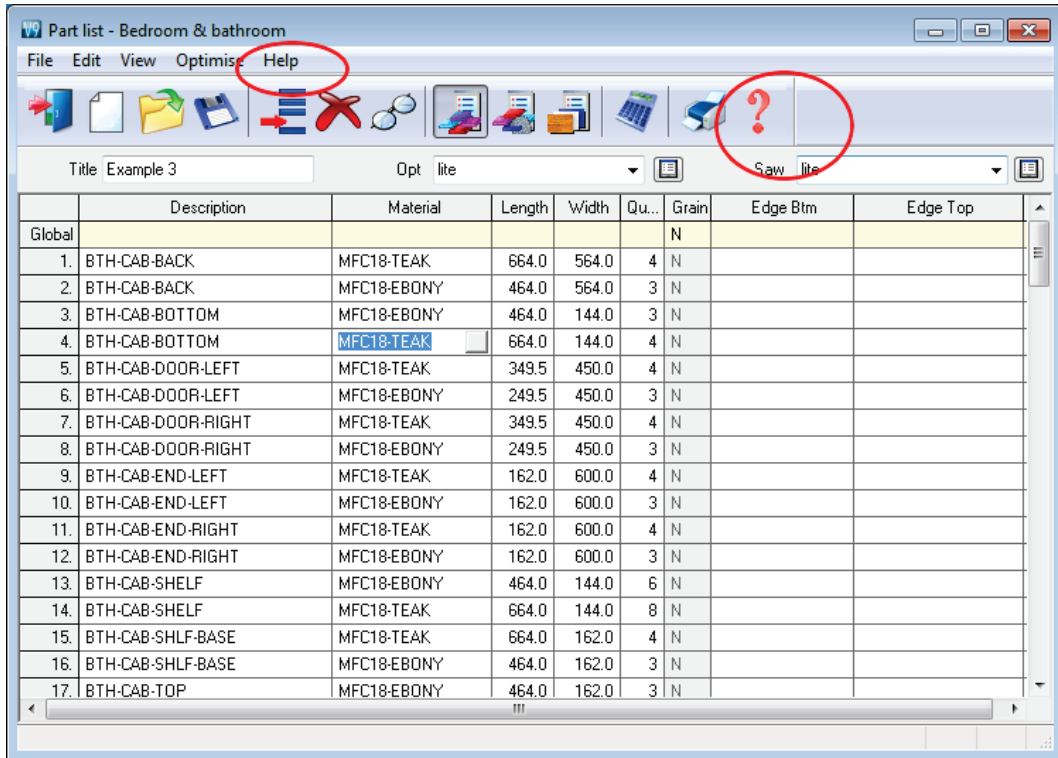 V9 Part list - Bedroom & bathroom
File Edit View Optimise Help
?
Title Example 3 Opt lite Saw lite
Description Material Length Width Qu... Grain Edge Btm Edge Top
Global N
1. BTH-CAB-BACK MFC18-TEAK 664.0 564.0 4 N
2. BTH-CAB-BACK MFC18-EBONY 464.0 564.0 3 N
3. BTH-CAB-BOTTOM MFC18-EBONY 464.0 144.0 3 N
4. BTH-CAB-BOTTOM MFC18-TEAK 664.0 144.0 4 N
5. BTH-CAB-DOOR-LEFT MFC18-TEAK 349.5 450.0 4 N
6. BTH-CAB-DOOR-LEFT MFC18-EBONY 249.5 450.0 3 N
7. BTH-CAB-DOOR-RIGHT MFC18-TEAK 349.5 450.0 4 N
8. BTH-CAB-DOOR-RIGHT MFC18-EBONY 249.5 450.0 3 N
9. BTH-CAB-END-LEFT MFC18-TEAK 162.0 600.0 4 N
10. BTH-CAB-END-LEFT MFC18-EBONY 162.0 600.0 3 N
11. BTH-CAB-END-RIGHT MFC18-TEAK 162.0 600.0 4 N
12. BTH-CAB-END-RIGHT MFC18-EBONY 162.0 600.0 3 N
13. BTH-CAB-SHELF MFC18-EBONY 464.0 144.0 6 N
14. BTH-CAB-SHELF MFC18-TEAK 664.0 144.0 8 N
15. BTH-CAB-SHLF-BASE MFC18-TEAK 664.0 162.0 4 N
16. BTH-CAB-SHLF-BASE MFC18-EBONY 464.0 162.0 3 N
17. BTH-CAB-TOP MFC18-EBONY 464.0 162.0 3 N